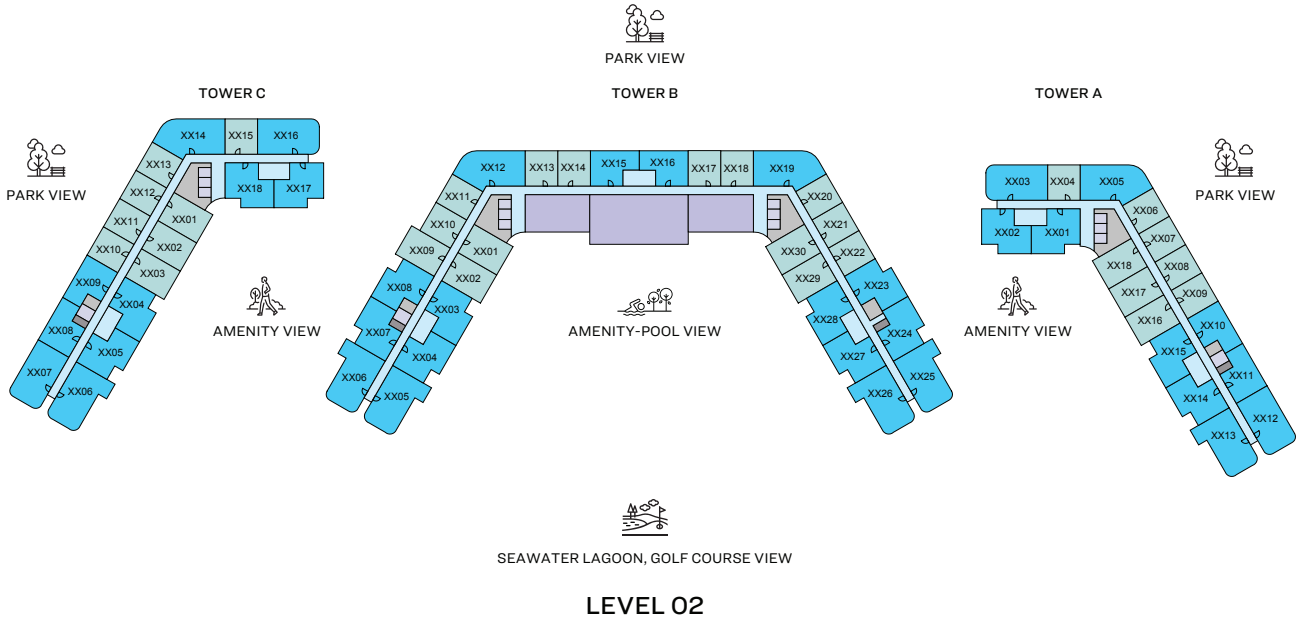 PARK VIEW
TOWER C
TOWER B
TOWER A
PARK VIEW
PARK VIEW
XX14
XX15
XX16
XX13
XX12
XX18
XX17
XX11
XX01
XX10
XX02
XX03
XX09
XX04
XX08
XX05
XX07
XX06
AMENITY VIEW
XX12
XX13
XX14
XX15
XX16
XX17
XX18
XX19
XX11
XX20
XX10
XX21
XX09
XX01
XX30
XX22
XX02
XX29
XX08
XX23
XX03
XX28
XX07
XX24
XX04
XX27
XX06
XX25
XX05
XX26
AMENITY-POOL VIEW
XX03
XX04
XX05
XX02
XX01
XX06
XX07
XX18
XX08
XX17
XX09
XX16
XX10
XX15
XX11
XX14
XX12
XX13
AMENITY VIEW
SEAWATER LAGOON, GOLF COURSE VIEW
LEVEL 02